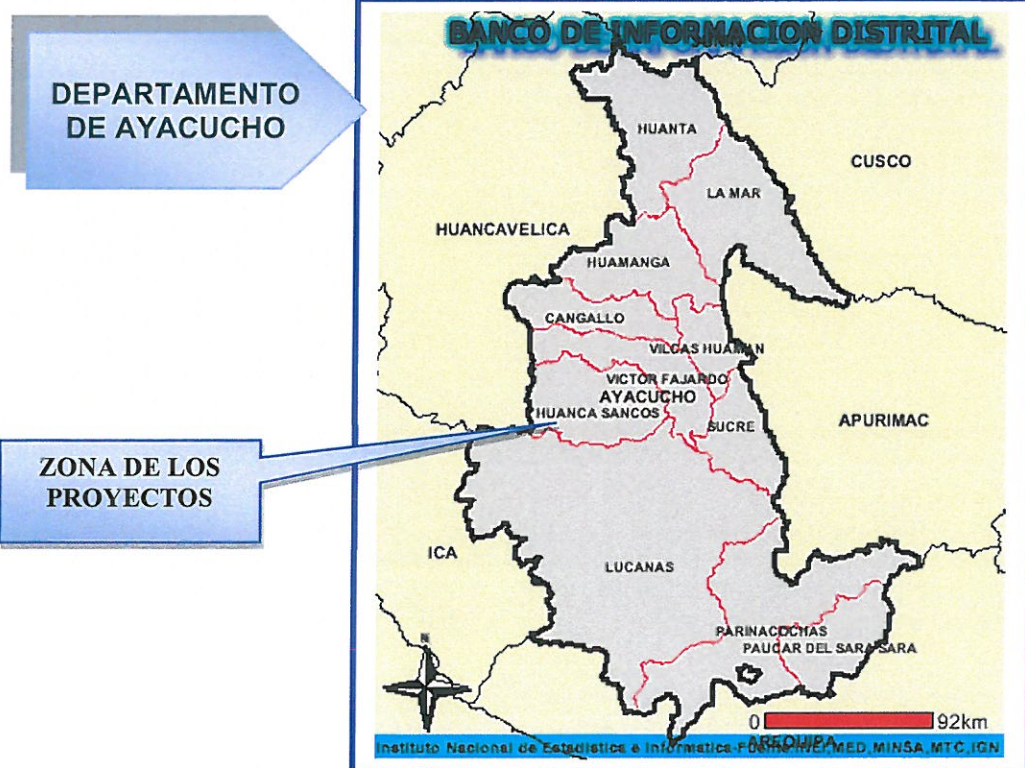 DEPARTAMENTO
DE AYACUCHO
BANCO DE INFORMACION DISTRITAL
HUANTA
CUSCO
LA MAR
HUANCAVELICA
HUAMANGA
CANGALLO
VILCAS HUAMAN
VICTOR FAJARDO
AYACUCHO
HUANCA SANCOS
SUCRE
APURIMAC
ZONA DE LOS
PROYECTOS
ICA
LUCANAS
PARINACOCHAS
PAUCAR DEL SARA SARA
N
0 92km
AREQUIPA
Instituto Nacional de Estadistica e Informatica-Fuente:INEI,MED,MINSA,MTC,IGN